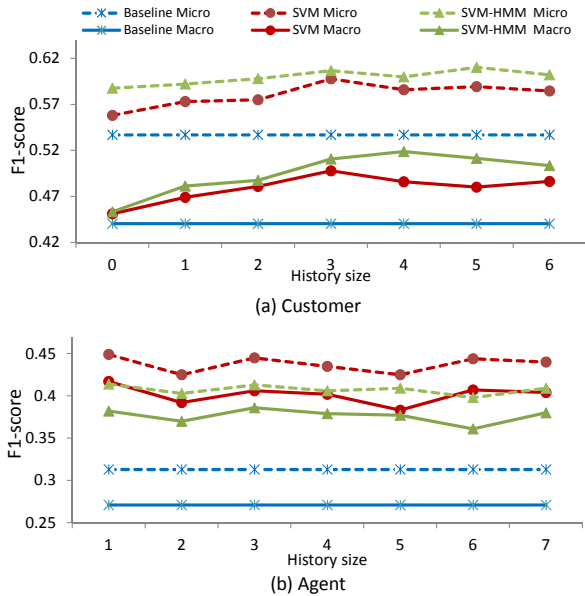 Baseline Micro SVM Micro SVM-HMM Micro
Baseline Macro SVM Macro SVM-HMM Macro
F1-score
0.62
0.57
0.52
0.47
0.42
0 1 2 3 4 5 6
History size
(a) Customer
F1-score
0.45
0.4
0.35
0.3
0.25
1 2 3 4 5 6 7
History size
(b) Agent